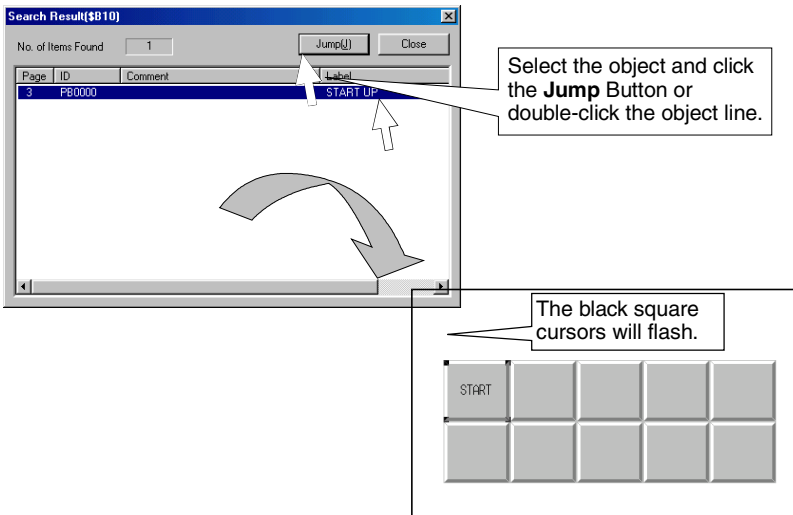 Search Result($B10)
No. of Items Found 1 Jump(J) Close
Page ID Comment Label
3 PB0000 START UP
Select the object and click
the Jump Button or
double-click the object line.
The black square
cursors will flash.
START